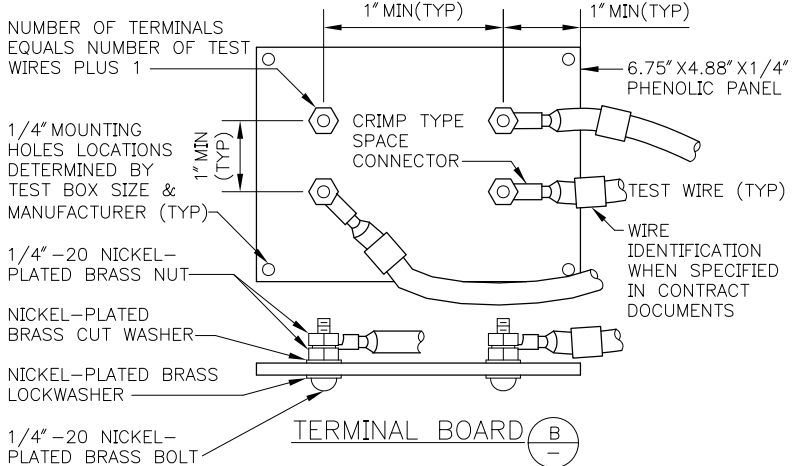 1" MIN(TYP)
1" MIN(TYP)
NUMBER OF TERMINALS
EQUALS NUMBER OF TEST
WIRES PLUS 1
6.75" X4.88" X1/4"
PHENOLIC PANEL
1/4" MOUNTING
HOLES LOCATIONS
DETERMINED BY
TEST BOX SIZE &
MANUFACTURER (TYP)
1" MIN
(TYP)
CRIMP TYPE
SPACE
CONNECTOR
TEST WIRE (TYP)
WIRE
IDENTIFICATION
WHEN SPECIFIED
IN CONTRACT
DOCUMENTS
1/4"-20 NICKEL-
PLATED BRASS NUT
NICKEL-PLATED
BRASS CUT WASHER
NICKEL-PLATED BRASS
LOCKWASHER
1/4"-20 NICKEL-
PLATED BRASS BOLT
TERMINAL BOARD
B
-